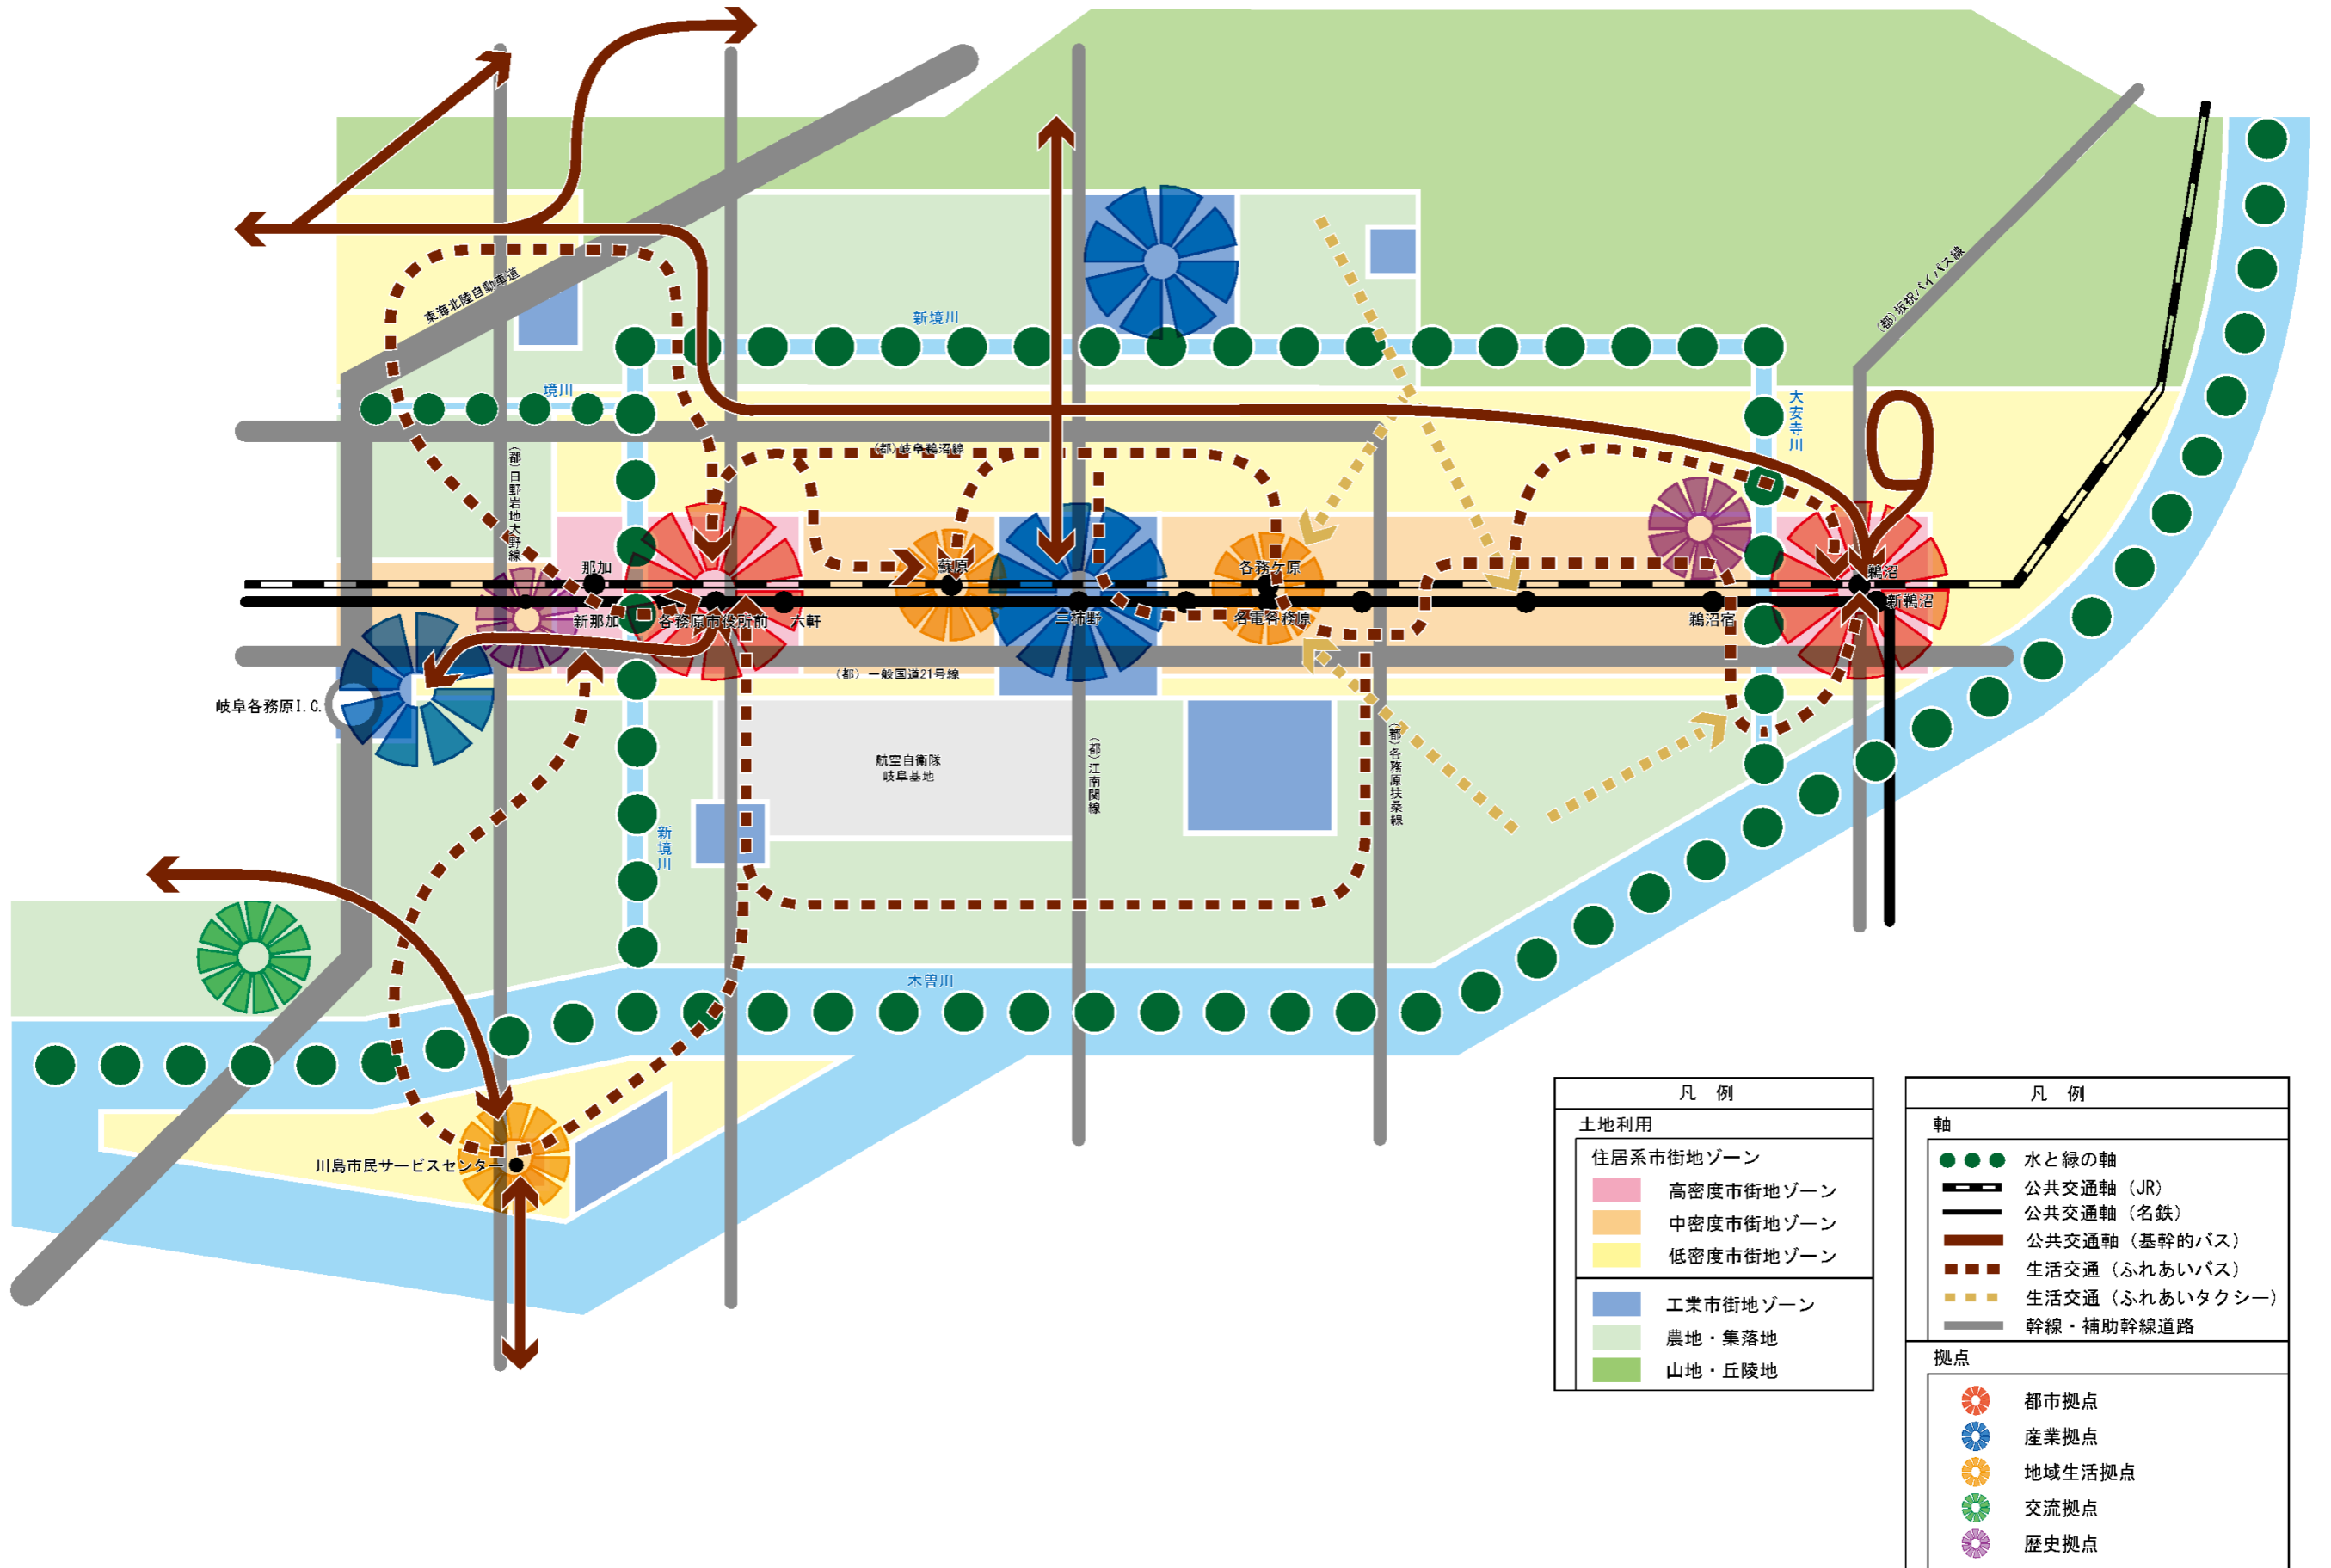 東海北陸自動車道
新境川
境川
(都)坂祝バイパス線
大安寺川
(都)日野岩地大野線
(都)岐阜鵜沼線
那加
蘇原
各務ケ原
鵜沼
新那加
各務原市役所前
六軒
三柿野
名電各務原
鵜沼宿
新鵜沼
(都)一般国道21号線
岐阜各務原I.C.
航空自衛隊
岐阜基地
(都)江南関線
(都)各務原扶桑線
新境川
木曽川
川島市民サービスセンター
凡 例
土地利用
住居系市街地ゾーン
高密度市街地ゾーン
中密度市街地ゾーン
低密度市街地ゾーン
工業市街地ゾーン
農地・集落地
山地・丘陵地
凡 例
軸
水と緑の軸
公共交通軸(JR)
公共交通軸(名鉄)
公共交通軸(基幹的バス)
生活交通(ふれあいバス)
生活交通(ふれあいタクシー)
幹線・補助幹線道路
拠点
都市拠点
産業拠点
地域生活拠点
交流拠点
歴史拠点